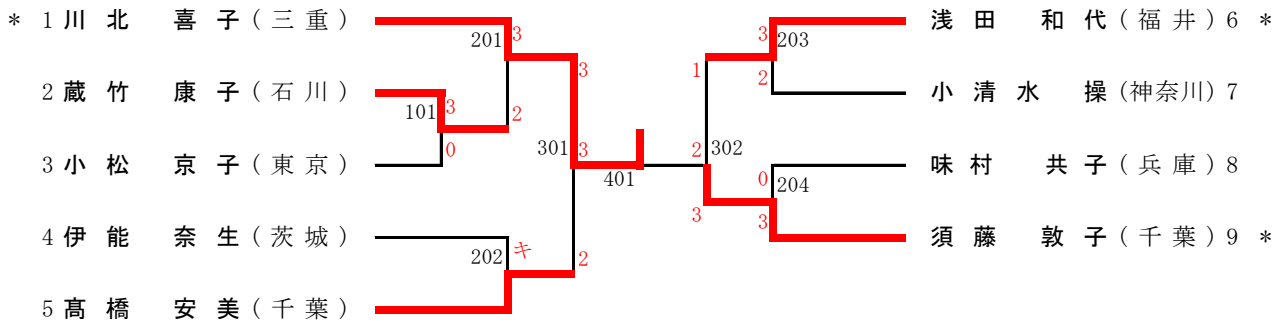 * 1 川北 喜子 (三重)
2 蔵竹 康子 (石川)
3 小松 京子 (東京)
4 伊能 奈生 (茨城)
5 髙橋 安美 (千葉)
201
3
101
3
0
2
3
301
3
202
キ
2
401
浅田 和代 (福井) 6 *
小清水 操 (神奈川) 7
味村 共子 (兵庫) 8
須藤 敦子 (千葉) 9 *
3
203
1
2
2
302
0
204
3
3